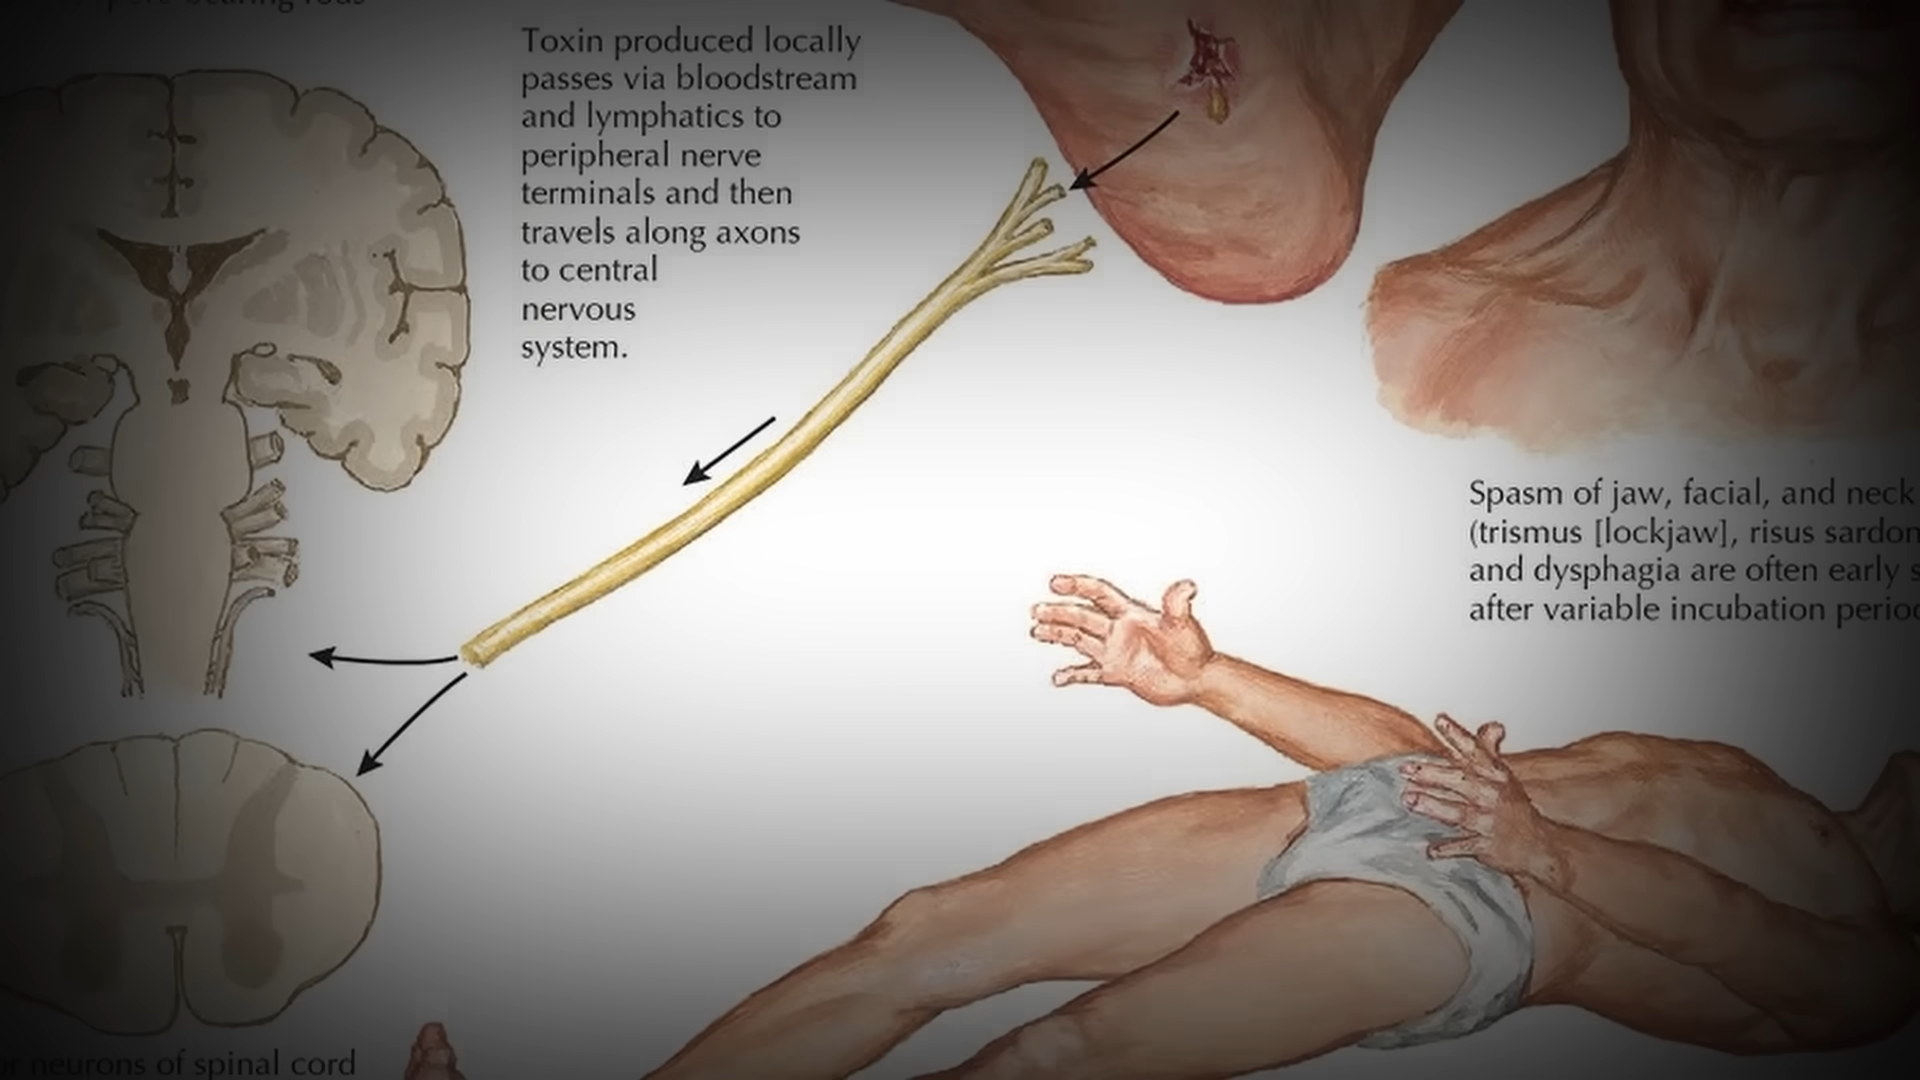 Toxin produced locally
passes via bloodstream
and lymphatics to
peripheral nerve
terminals and then
travels along axons
to central
nervous
system.
Spasm of jaw, facial, and neck
(trismus [lockjaw], risus sardon
and dysphagia are often early s
after variable incubation perio
neurons of spinal cord